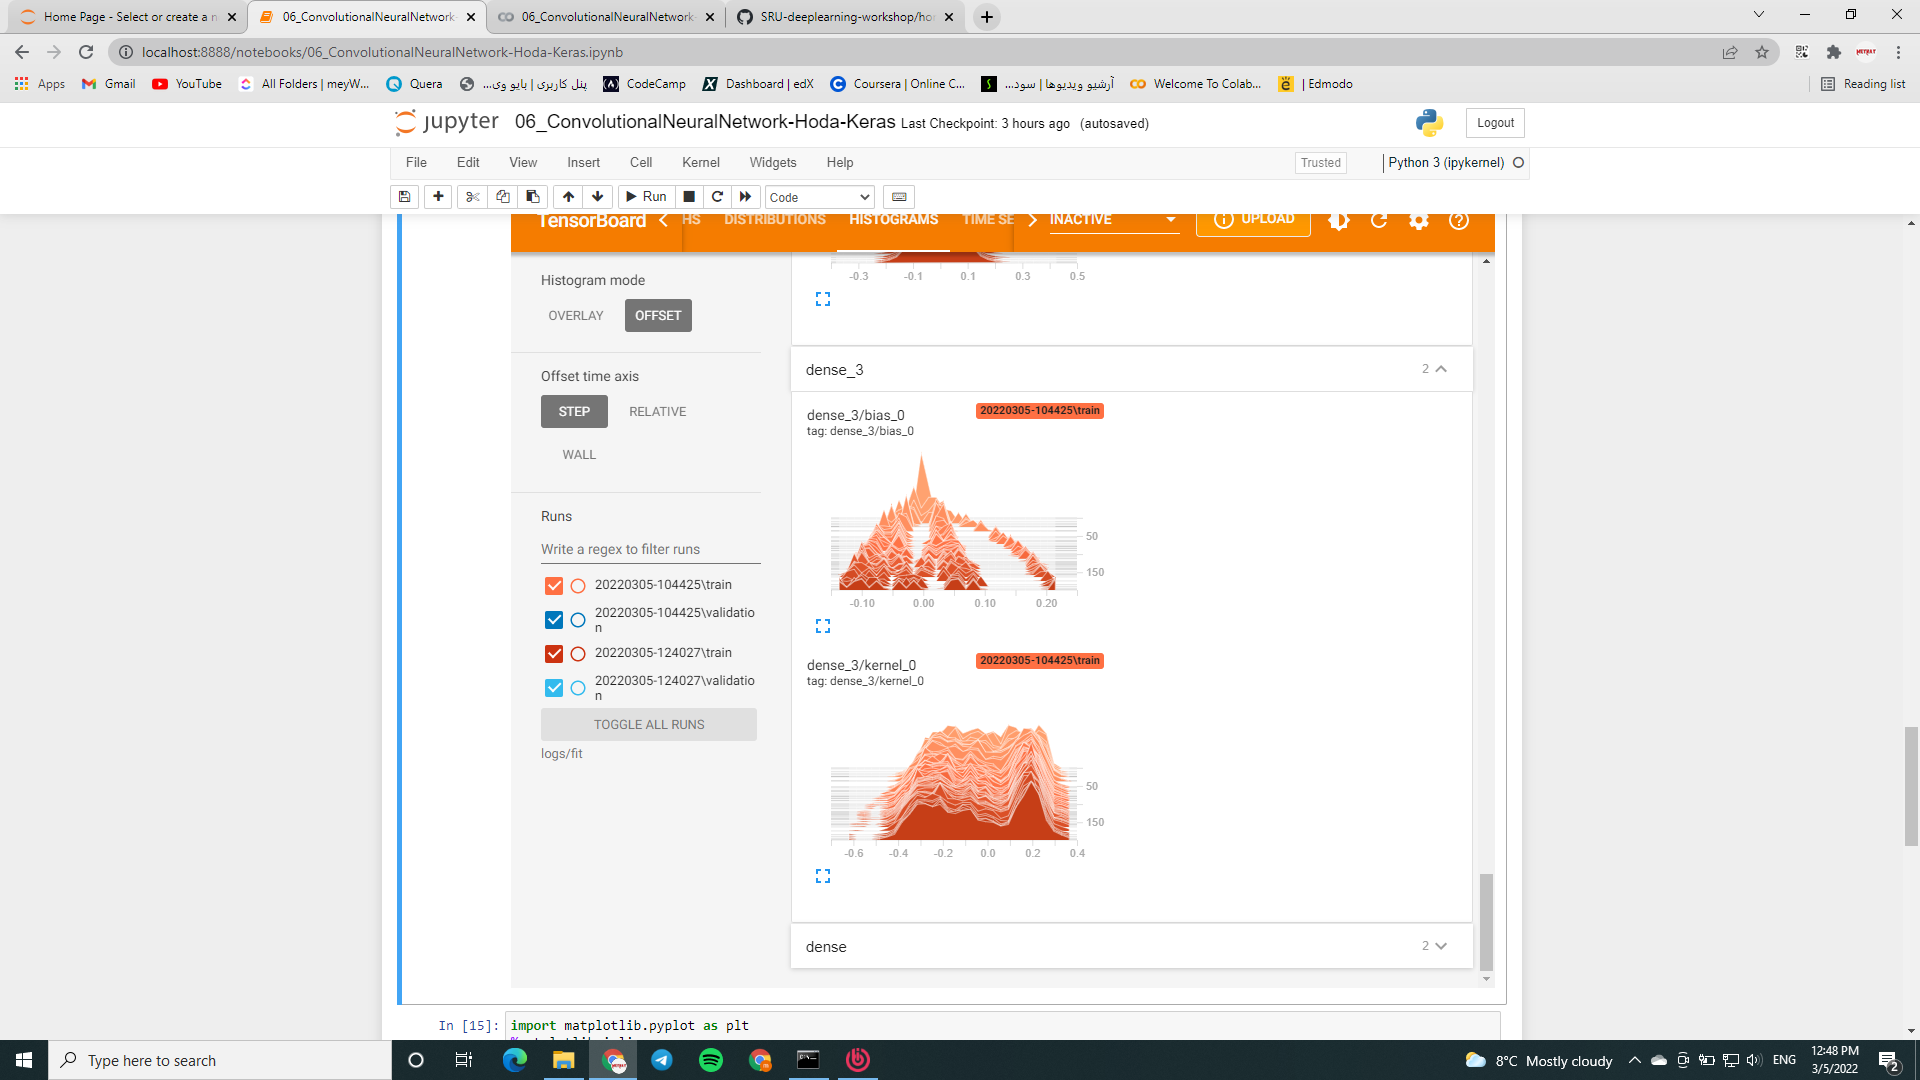 Home Page - Select or create a n
06_ConvolutionalNeuralNetwork-
06_ConvolutionalNeuralNetwork
SRU-deeplearning-workshop/ho
localhost:8888/notebooks/06_ConvolutionalNeuralNetwork-Hoda-Keras.ipynb
Apps
Gmail
YouTube
All Folders | meyW...
Quera
پنل کاربری | بایو وی...
CodeCamp
Dashboard | edX
Coursera | Online C...
آرشیو ویدیوها | سود...
Welcome To Colab...
| Edmodo
Reading list
jupyter 06_ConvolutionalNeuralNetwork-Hoda-Keras Last Checkpoint: 3 hours ago (autosaved)
Logout
File Edit View Insert Cell Kernel Widgets Help
Trusted
Python 3 (ipykernel)
Run
Code
TensorBoard
HS
DISTRIBUTIONS
HISTOGRAMS
TIME SE
INACTIVE
UPLOAD
Histogram mode
OVERLAY
OFFSET
Offset time axis
STEP
RELATIVE
WALL
Runs
Write a regex to filter runs
20220305-104425\train
20220305-104425\validatio
n
20220305-124027\train
20220305-124027\validatio
n
TOGGLE ALL RUNS
logs/fit
-0.3 -0.1 0.1 0.3 0.5
dense_3
2
dense_3/bias_0
20220305-104425\train
tag: dense_3/bias_0
50
150
-0.10 0.00 0.10 0.20
dense_3/kernel_0
20220305-104425\train
tag: dense_3/kernel_0
50
150
-0.6 -0.4 -0.2 0.0 0.2 0.4
dense
2
In [15]: import matplotlib.pyplot as plt
Type here to search
8°C Mostly cloudy
ENG
12:48 PM
3/5/2022
2